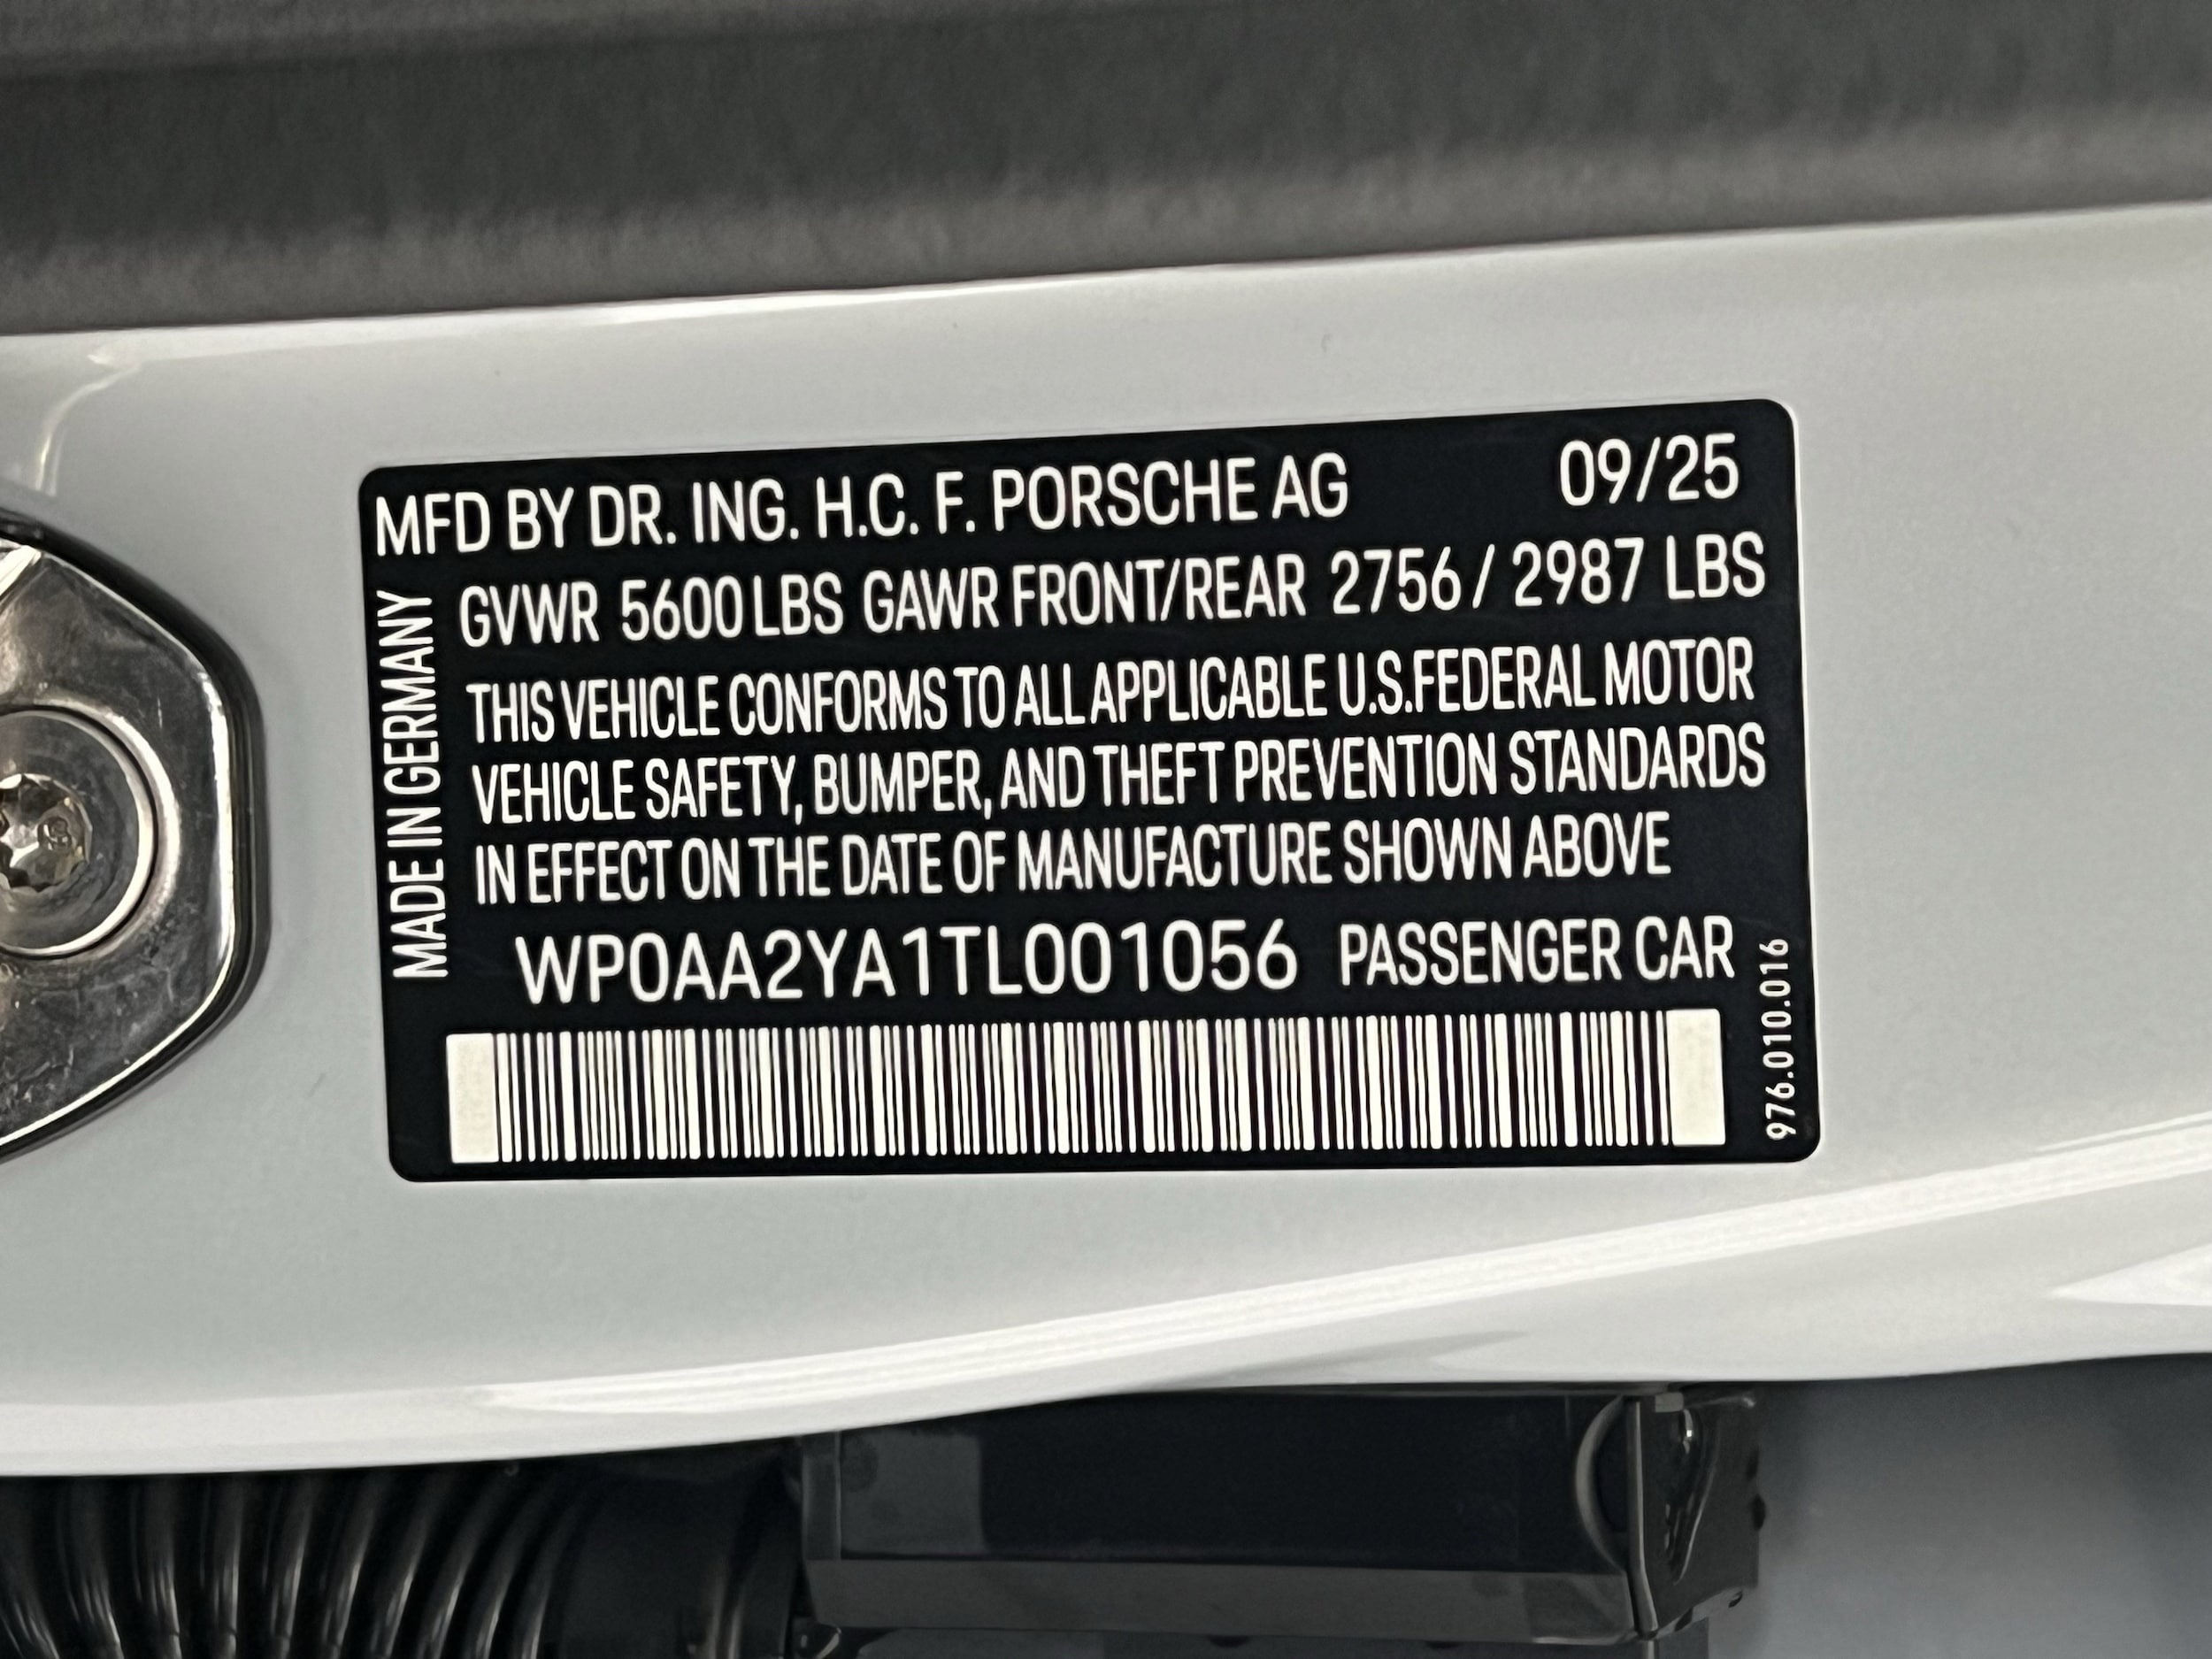 MFD BY DR. ING. H.C. F. PORSCHE AG 09/25
GVWR 5600 LBS GAWR FRONT/REAR 2756 / 2987 LBS
THIS VEHICLE CONFORMS TO ALL APPLICABLE U.S.FEDERAL MOTOR
VEHICLE SAFETY, BUMPER, AND THEFT PREVENTION STANDARDS
IN EFFECT ON THE DATE OF MANUFACTURE SHOWN ABOVE
WP0AA2YA1TL001056 PASSENGER CAR
MADE IN GERMANY
976.010.016